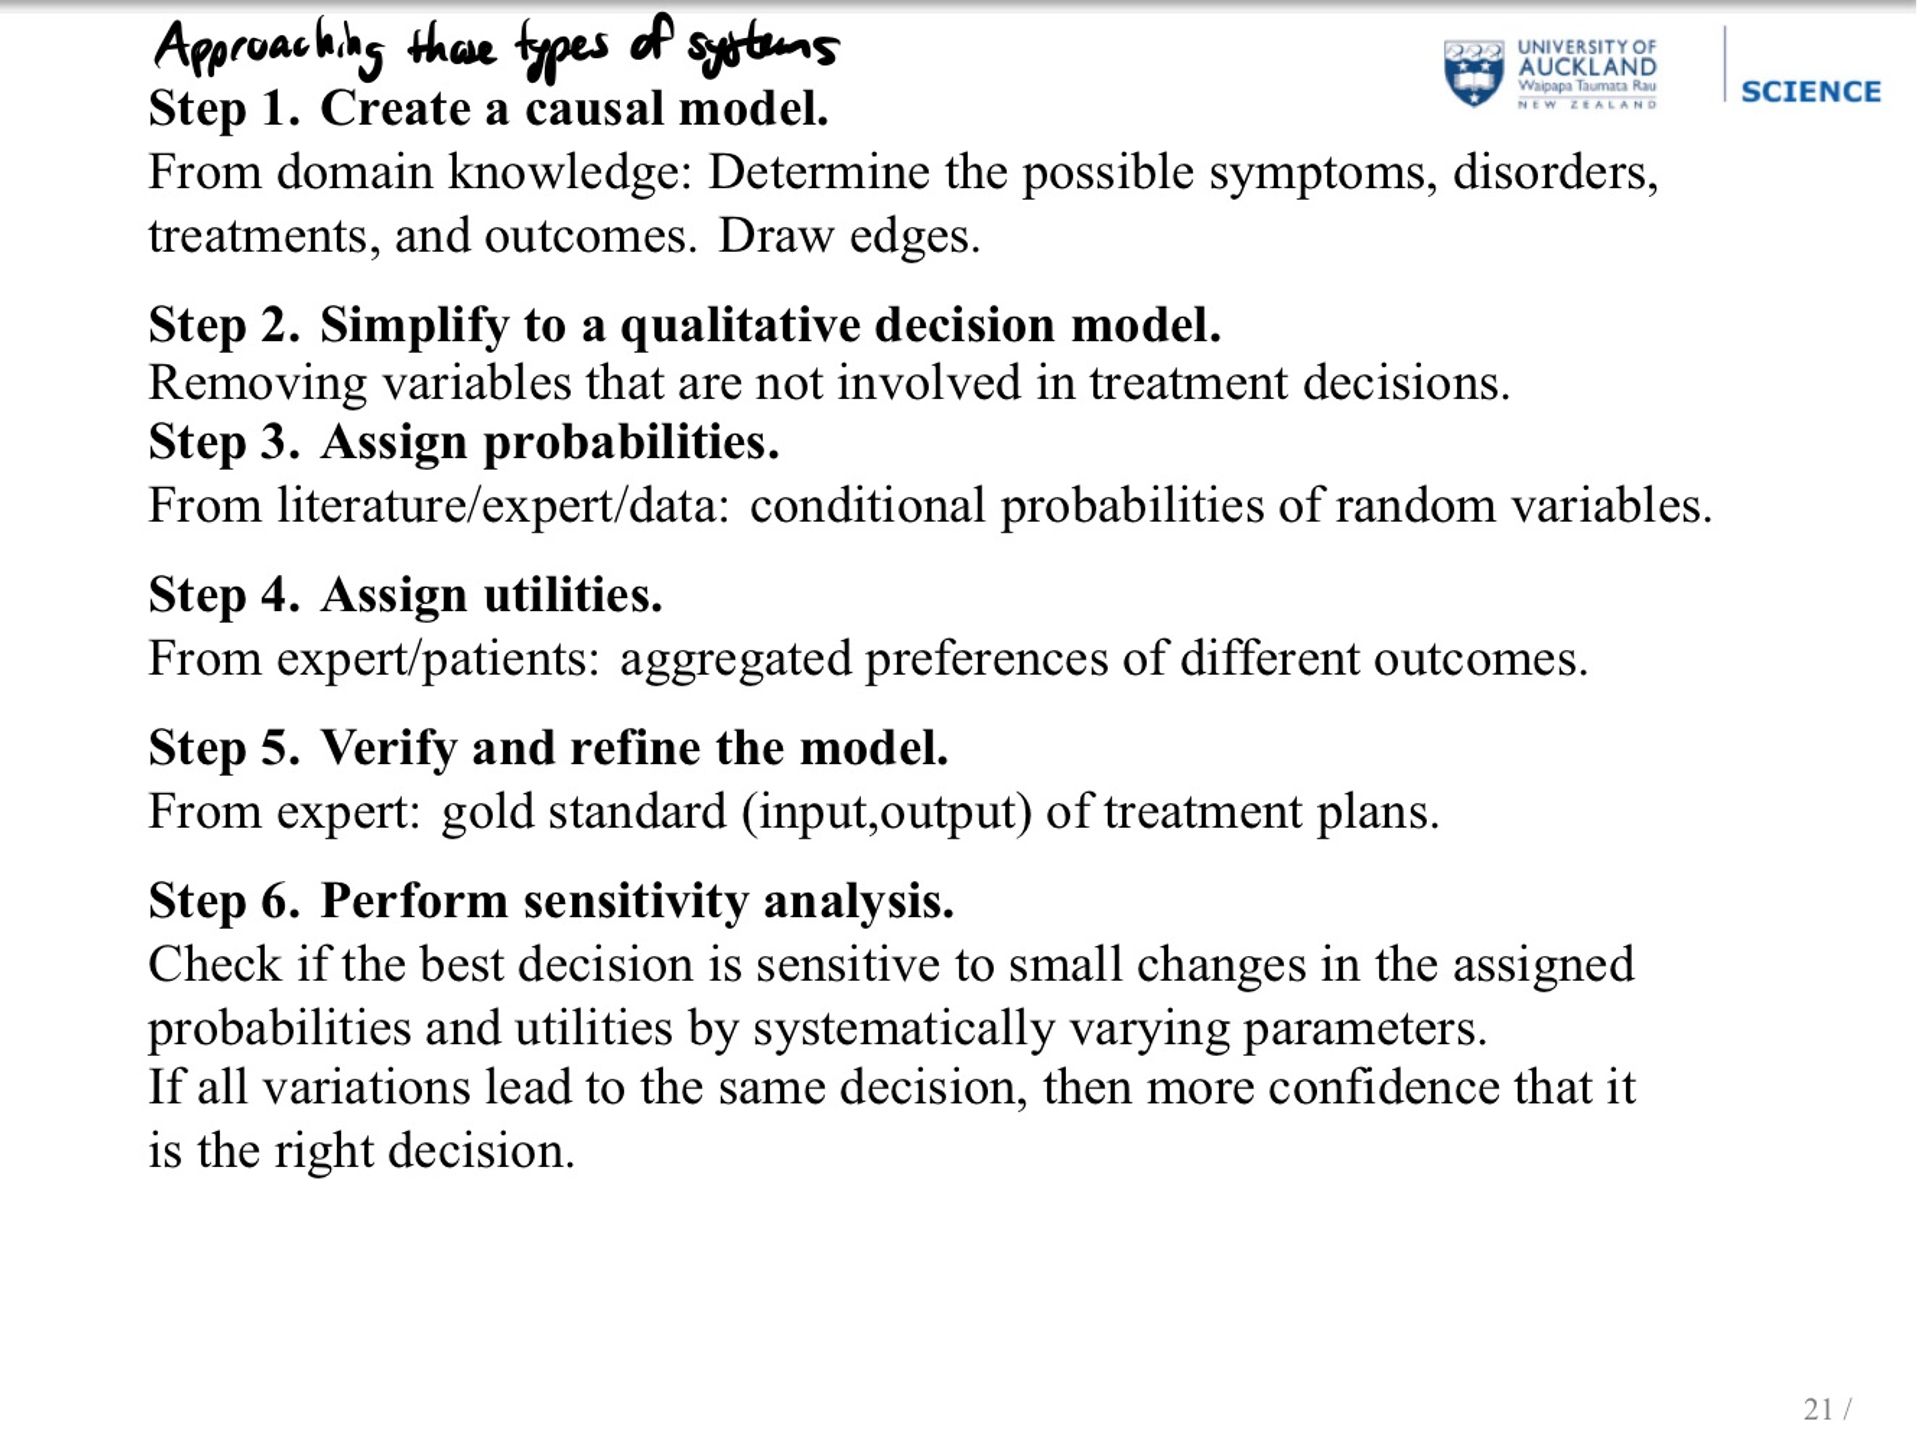 Approaching these types of systems
UNIVERSITY OF
AUCKLAND
Waipapa Taumata Rau
NEW ZEALAND
SCIENCE
Step 1. Create a causal model.
From domain knowledge: Determine the possible symptoms, disorders,
treatments, and outcomes. Draw edges.
Step 2. Simplify to a qualitative decision model.
Removing variables that are not involved in treatment decisions.
Step 3. Assign probabilities.
From literature/expert/data: conditional probabilities of random variables.
Step 4. Assign utilities.
From expert/patients: aggregated preferences of different outcomes.
Step 5. Verify and refine the model.
From expert: gold standard (input,output) of treatment plans.
Step 6. Perform sensitivity analysis.
Check if the best decision is sensitive to small changes in the assigned
probabilities and utilities by systematically varying parameters.
If all variations lead to the same decision, then more confidence that it
is the right decision.
21 /